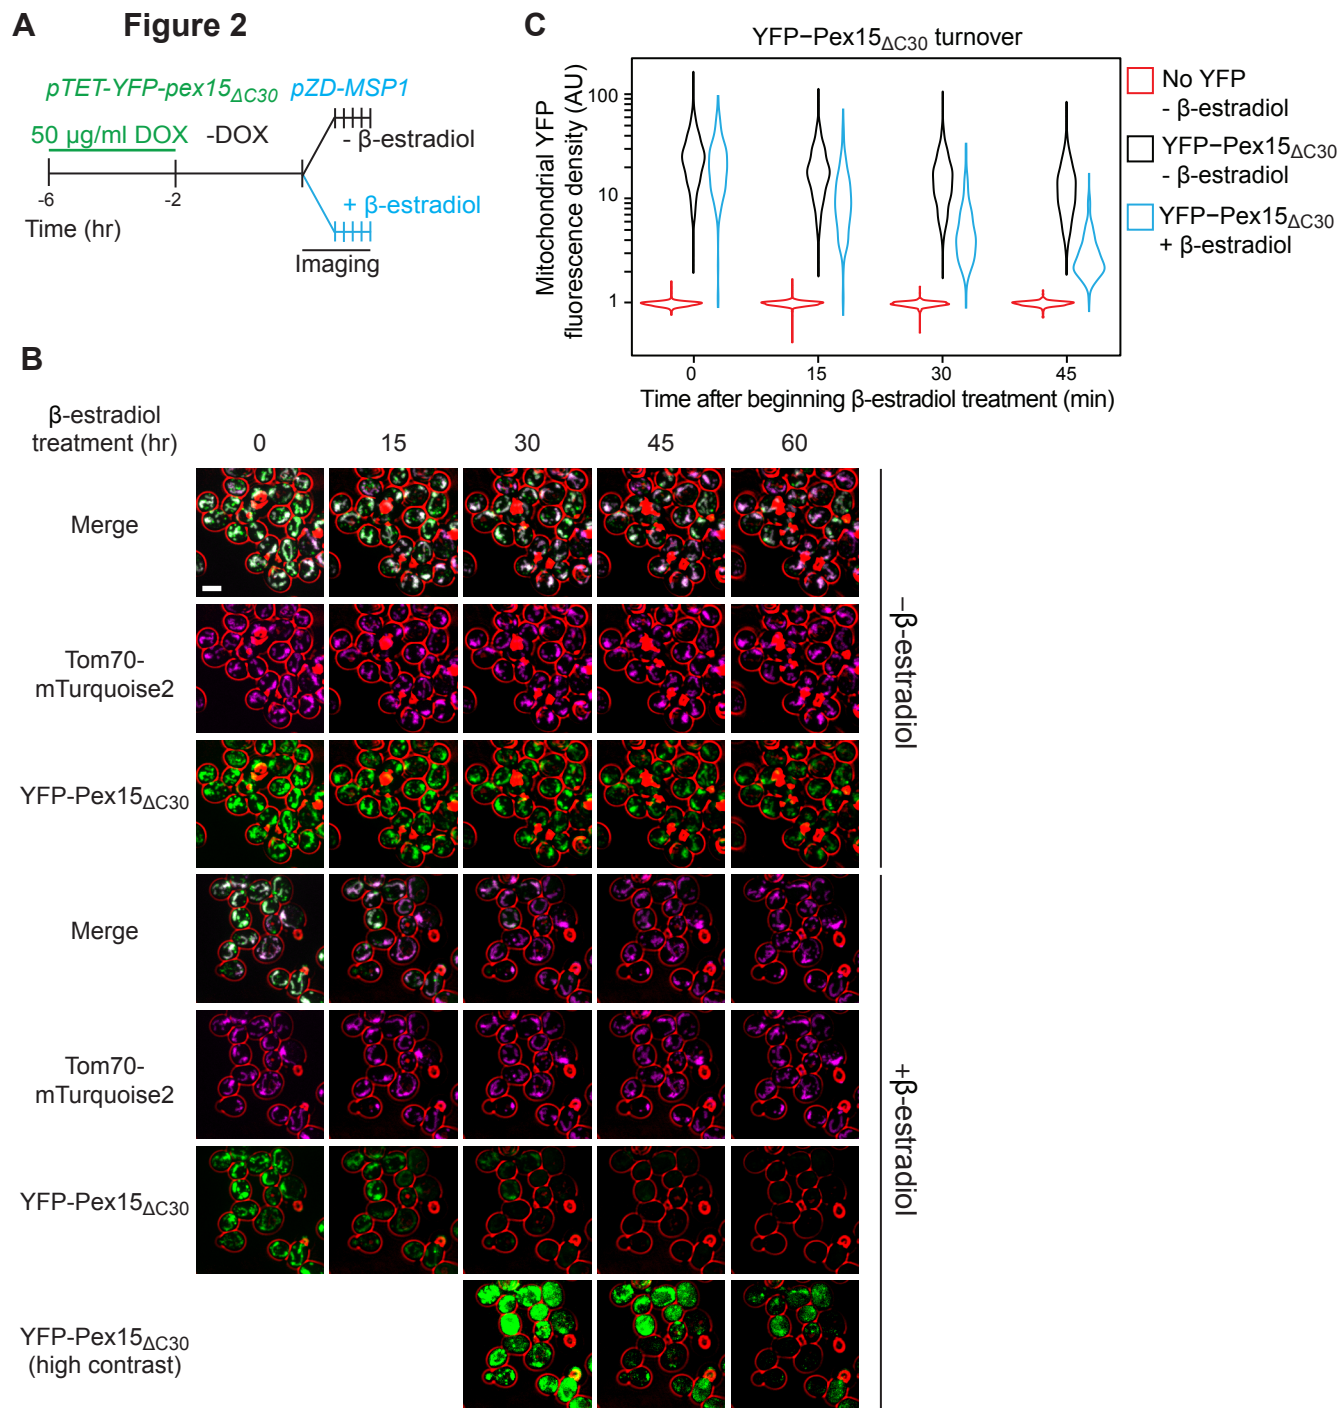 A
Figure 2
pTET-YFP-pex15ΔC30 pZD-MSP1
50 µg/ml DOX -DOX
- β-estradiol
-6
-2
+ β-estradiol
Time (hr)
Imaging
C
YFP−Pex15ΔC30 turnover
Mitochondrial YFP
fluorescence density (AU)
100
10
1
0 15 30 45
Time after beginning β-estradiol treatment (min)
No YFP
- β-estradiol
YFP−Pex15ΔC30
- β-estradiol
YFP−Pex15ΔC30
+ β-estradiol
B
β-estradiol
treatment (hr) 0 15 30 45 60
Merge
Tom70-
mTurquoise2
YFP-Pex15ΔC30
−β-estradiol
Merge
Tom70-
mTurquoise2
YFP-Pex15ΔC30
YFP-Pex15ΔC30
(high contrast)
+β-estradiol